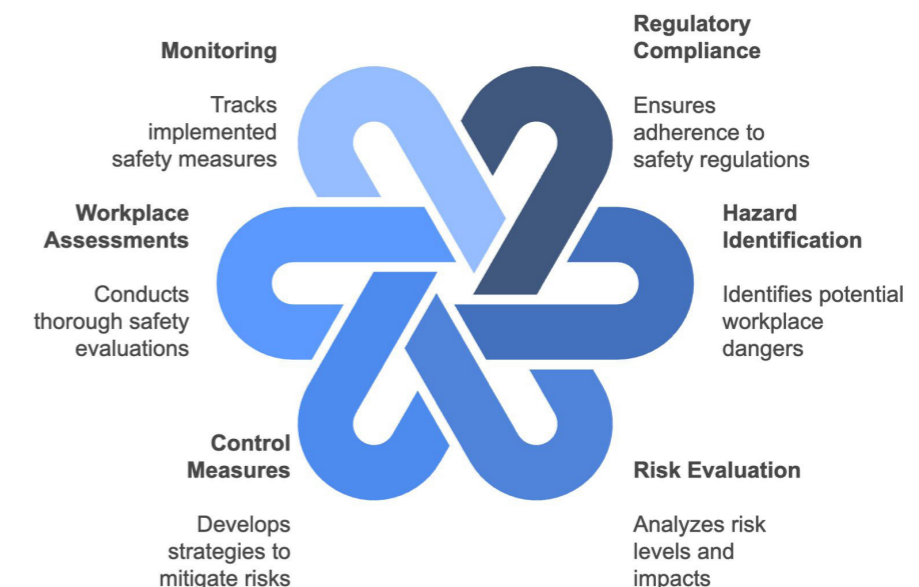 Monitoring
Tracks
implemented
safety measures
Regulatory
Compliance
Ensures
adherence to
safety regulations
Workplace
Assessments
Conducts
thorough safety
evaluations
Hazard
Identification
Identifies potential
workplace
dangers
Control
Measures
Develops
strategies to
mitigate risks
Risk Evaluation
Analyzes risk
levels and
impacts